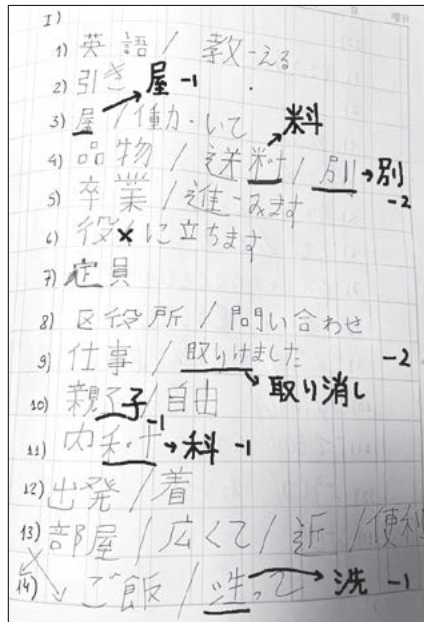 I)
1) 英語 / 教-える
2) 引き
屋 -1
3) 屋 / 働・いて
料
4) 品物 / 送料 / 別 → 別
-2
5) 卒業 / 進-みます
6) 役×に立ちます
7) 定員
8) 区役所 / 問い合わせ
9) 仕事 / 取りけました -2
取り消し
10) 親子 / 自由
-1
11) 内科 → 科 -1
12) 出発 / 着
13) 部屋 / 広くて / 近 / 便利
14) ご飯 / 洗って → 洗 -1